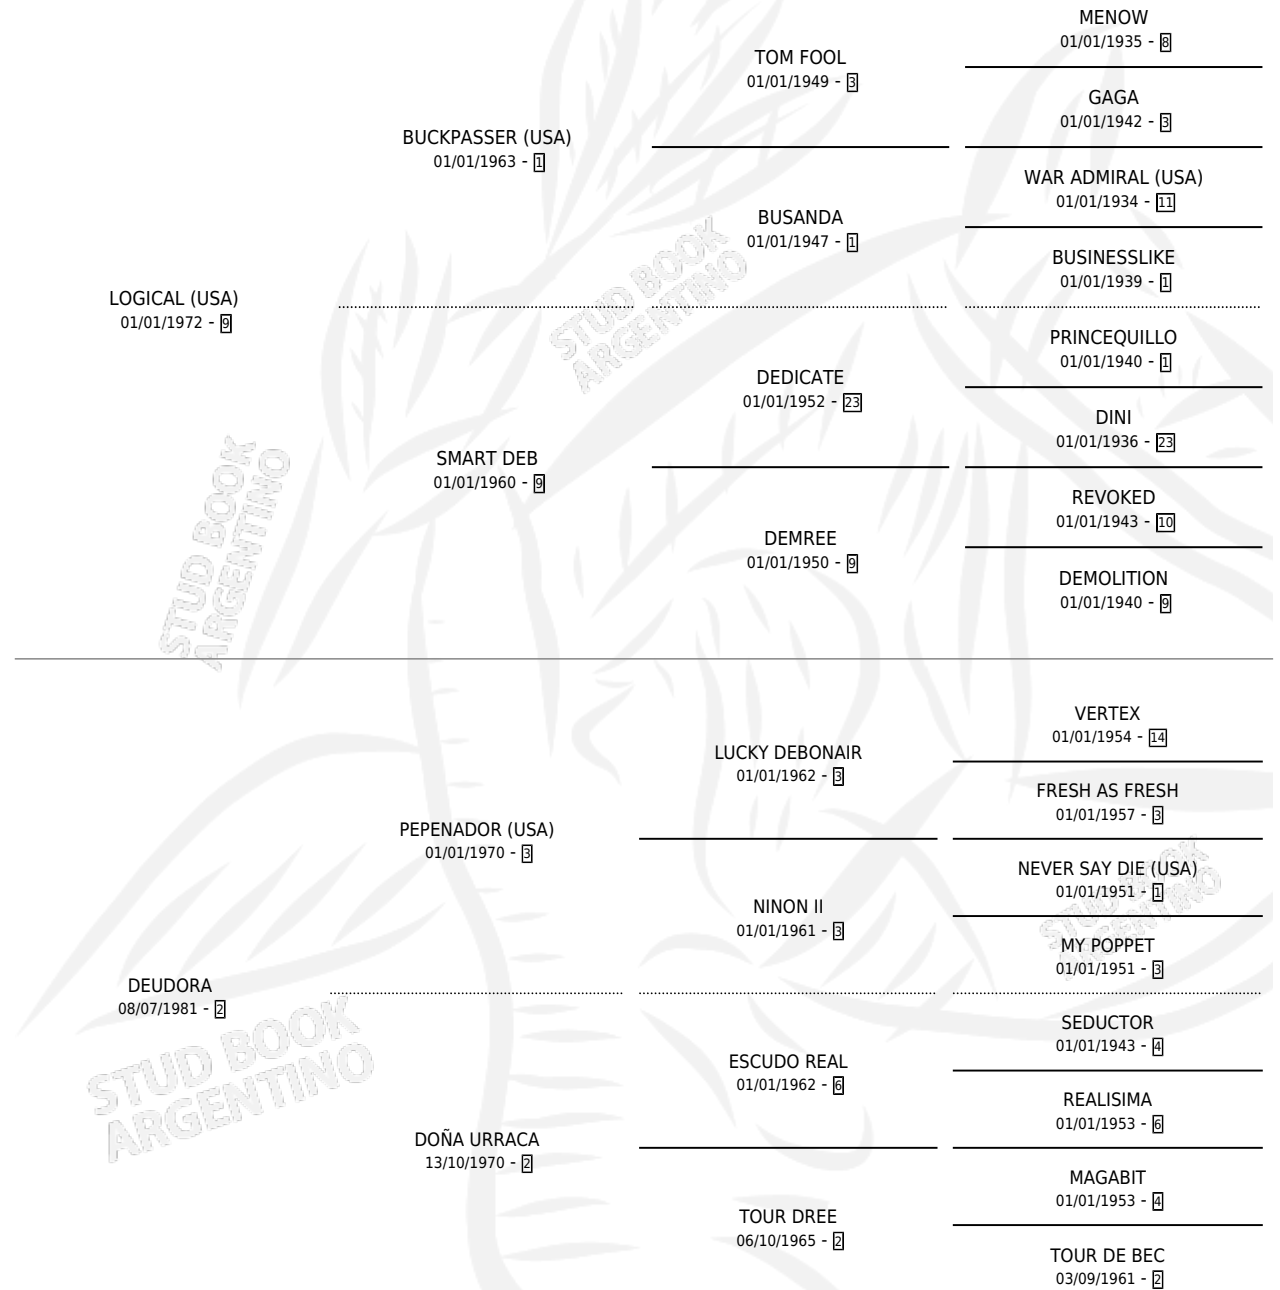 MENOW
01/01/1935 - 8
TOM FOOL
01/01/1949 - 3
GAGA
01/01/1942 - 3
BUCKPASSER (USA)
01/01/1963 - 1
WAR ADMIRAL (USA)
01/01/1934 - 11
BUSANDA
01/01/1947 - 1
BUSINESSLIKE
01/01/1939 - 1
LOGICAL (USA)
01/01/1972 - 9
PRINCEQUILLO
01/01/1940 - 1
DEDICATE
01/01/1952 - 23
DINI
01/01/1936 - 23
SMART DEB
01/01/1960 - 9
REVOKED
01/01/1943 - 10
DEMREE
01/01/1950 - 9
DEMOLITION
01/01/1940 - 9
VERTEX
01/01/1954 - 14
LUCKY DEBONAIR
01/01/1962 - 3
FRESH AS FRESH
01/01/1957 - 3
PEPENADOR (USA)
01/01/1970 - 3
NEVER SAY DIE (USA)
01/01/1951 - 1
NINON II
01/01/1961 - 3
MY POPPET
01/01/1951 - 3
DEUDORA
08/07/1981 - 2
SEDUCTOR
01/01/1943 - 4
ESCUDO REAL
01/01/1962 - 6
REALISIMA
01/01/1953 - 6
DOÑA URRACA
13/10/1970 - 2
MAGABIT
01/01/1953 - 4
TOUR DREE
06/10/1965 - 2
TOUR DE BEC
03/09/1961 - 2
STUD BOOK
ARGENTINO
STUD BOOK
ARGENTINO
STUD BOOK
ARGENTINO
STUD BOOK
ARGENTINO